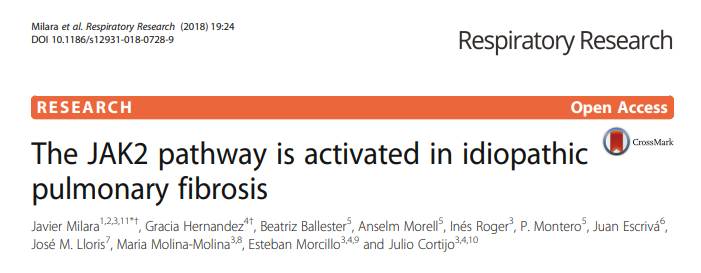 Milara et al. Respiratory Research (2018) 19:24
DOI 10.1186/s12931-018-0728-9
Respiratory Research
RESEARCH Open Access
The JAK2 pathway is activated in idiopathic
CrossMark
pulmonary fibrosis
Javier Milara1,2,3,11*†, Gracia Hernandez4†, Beatriz Ballester5, Anselm Morell5, Inés Roger3, P. Montero5, Juan Escrivá6,
José M. Lloris7, Maria Molina-Molina3,8, Esteban Morcillo3,4,9 and Julio Cortijo3,4,10